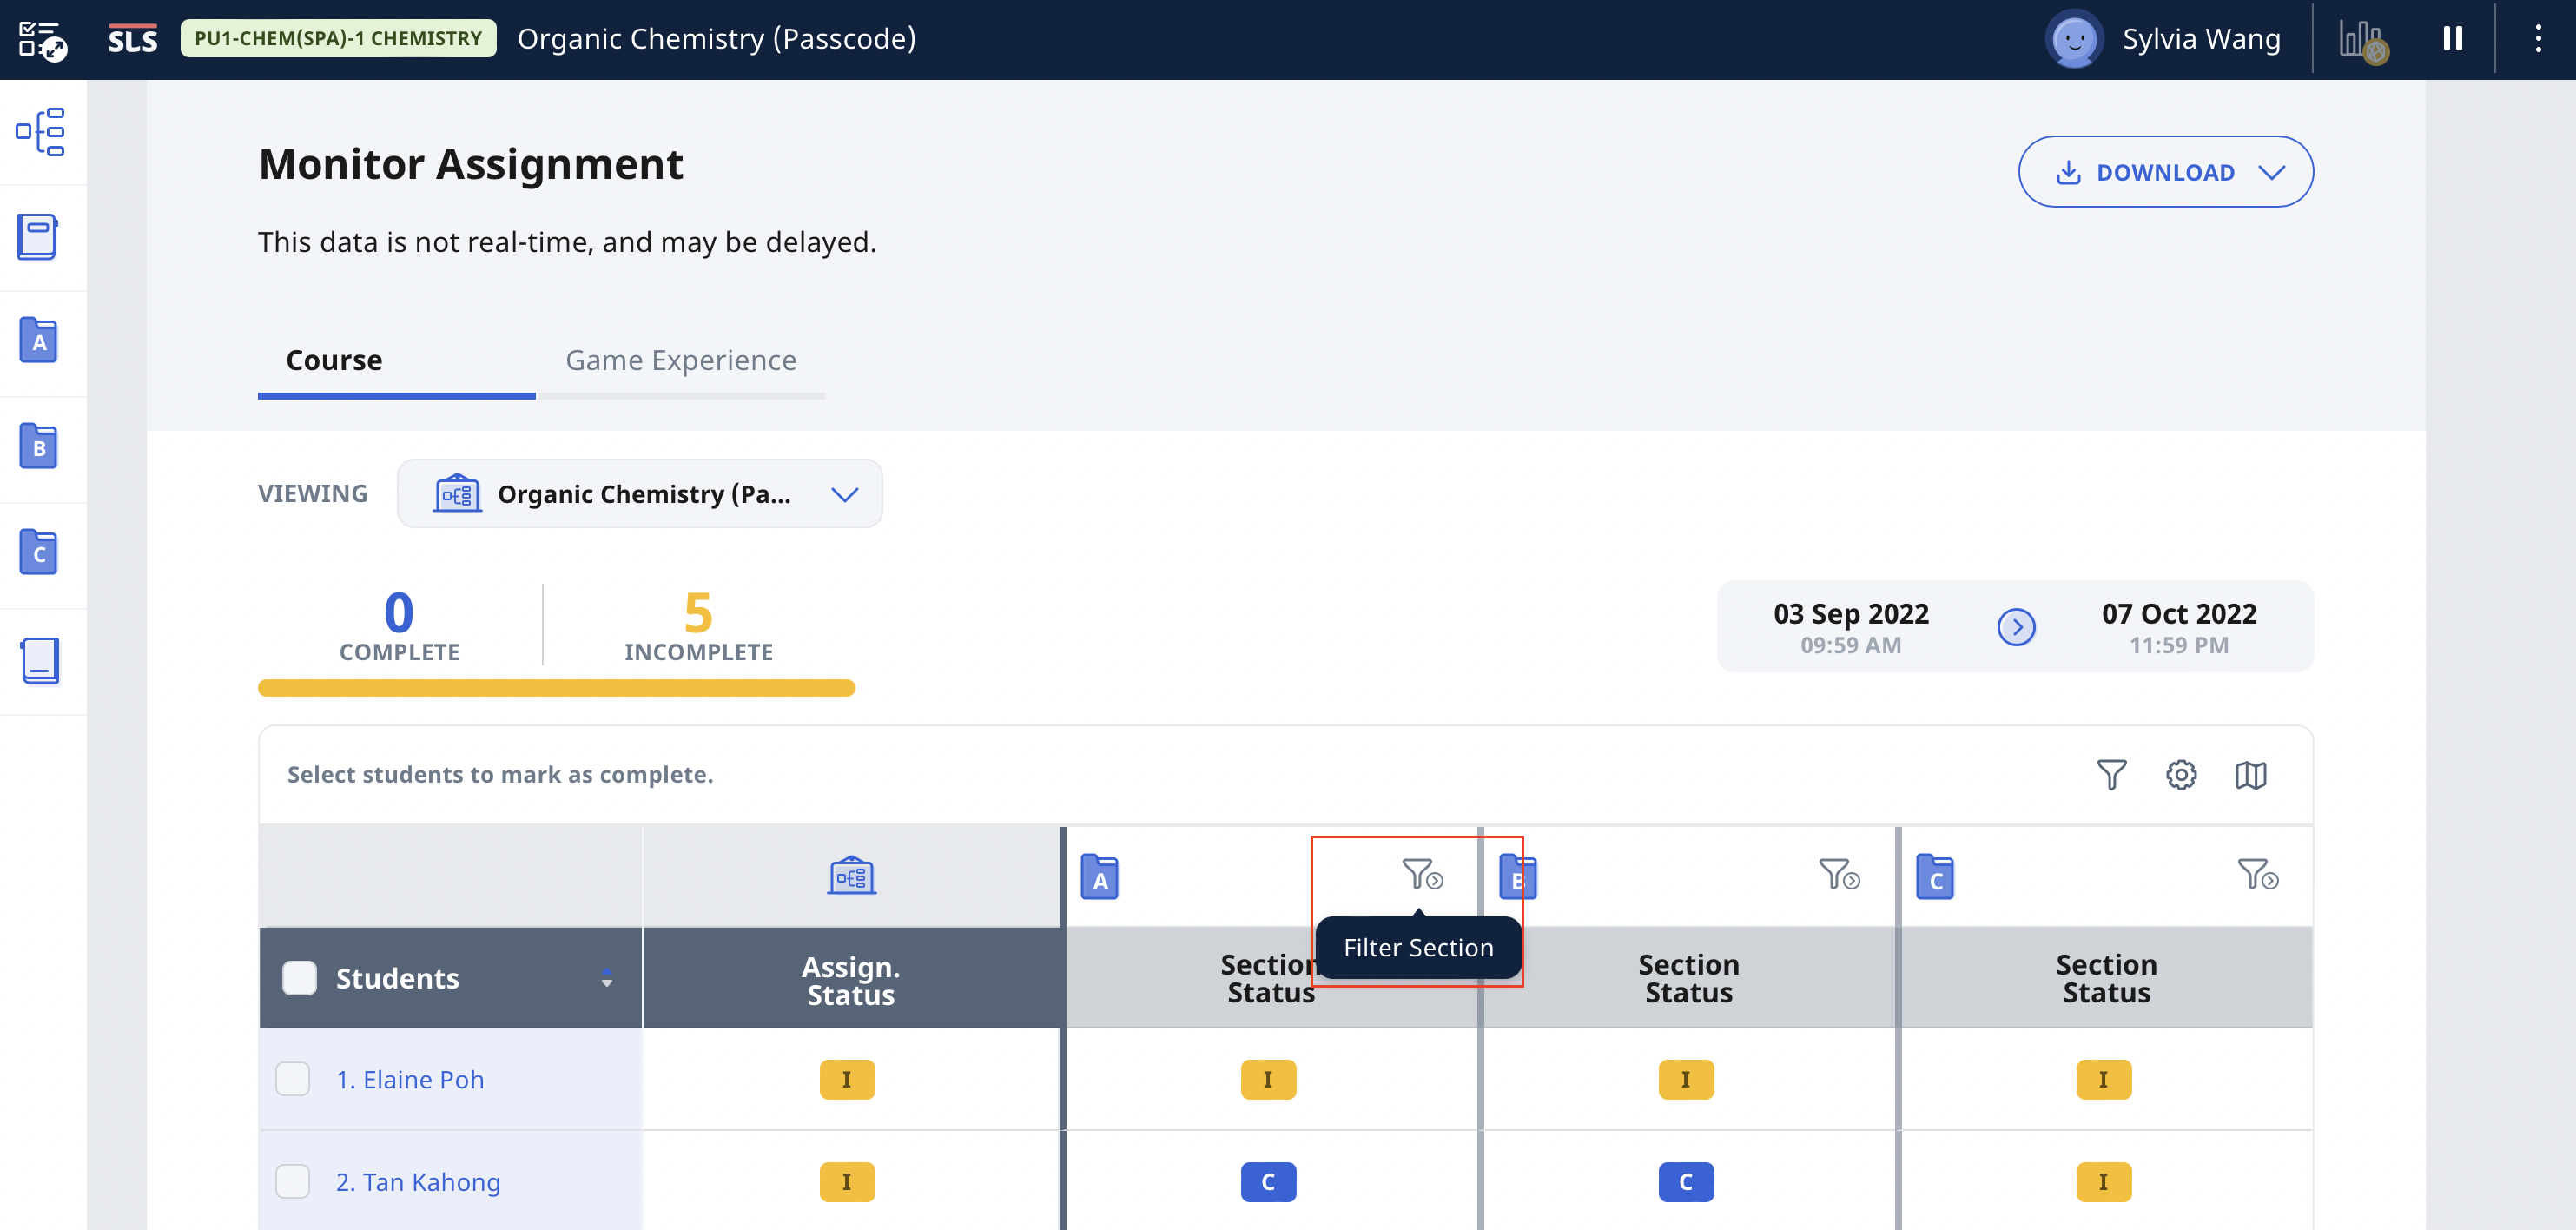 SLS PU1-CHEM(SPA)-1 CHEMISTRY Organic Chemistry (Passcode) Sylvia Wang
Monitor Assignment
DOWNLOAD
This data is not real-time, and may be delayed.
Course Game Experience
A
B
C
VIEWING Organic Chemistry (Pa...
0 5
COMPLETE INCOMPLETE
03 Sep 2022 07 Oct 2022
09:59 AM 11:59 PM
Select students to mark as complete.
A B C
Filter Section
Students
Assign.
Status
Section
Status
Section
Status
Section
Status
1. Elaine Poh I I I I
2. Tan Kahong I C C I